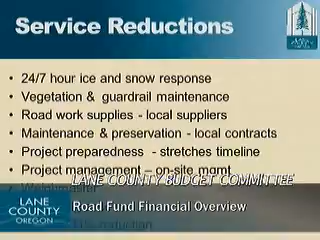 Service Reductions
• 24/7 hour ice and snow response
• Vegetation & guardrail maintenance
• Road work supplies - local suppliers
• Maintenance & preservation - local contracts
• Project preparedness - stretches timeline
• Project management – on-site mgmt
LANE COUNTY BUDGET COMMITTEE
LANE
COUNTY
OREGON
Road Fund Financial Overview